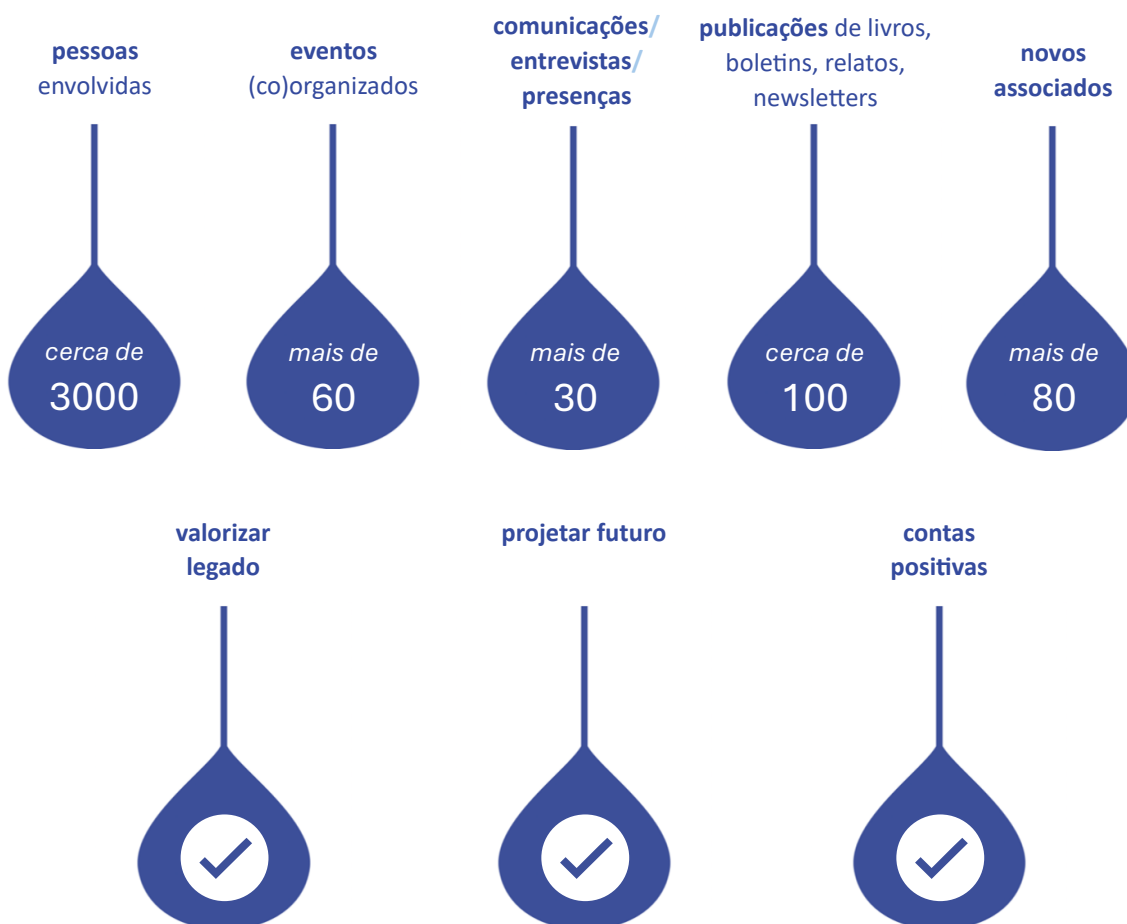 pessoas
envolvidas
eventos
(co)organizados
comunicações/
entrevistas/
presenças
publicações de livros,
boletins, relatos,
newsletters
novos
associados
cerca de
3000
mais de
60
mais de
30
cerca de
100
mais de
80
valorizar
legado
projetar futuro
contas
positivas